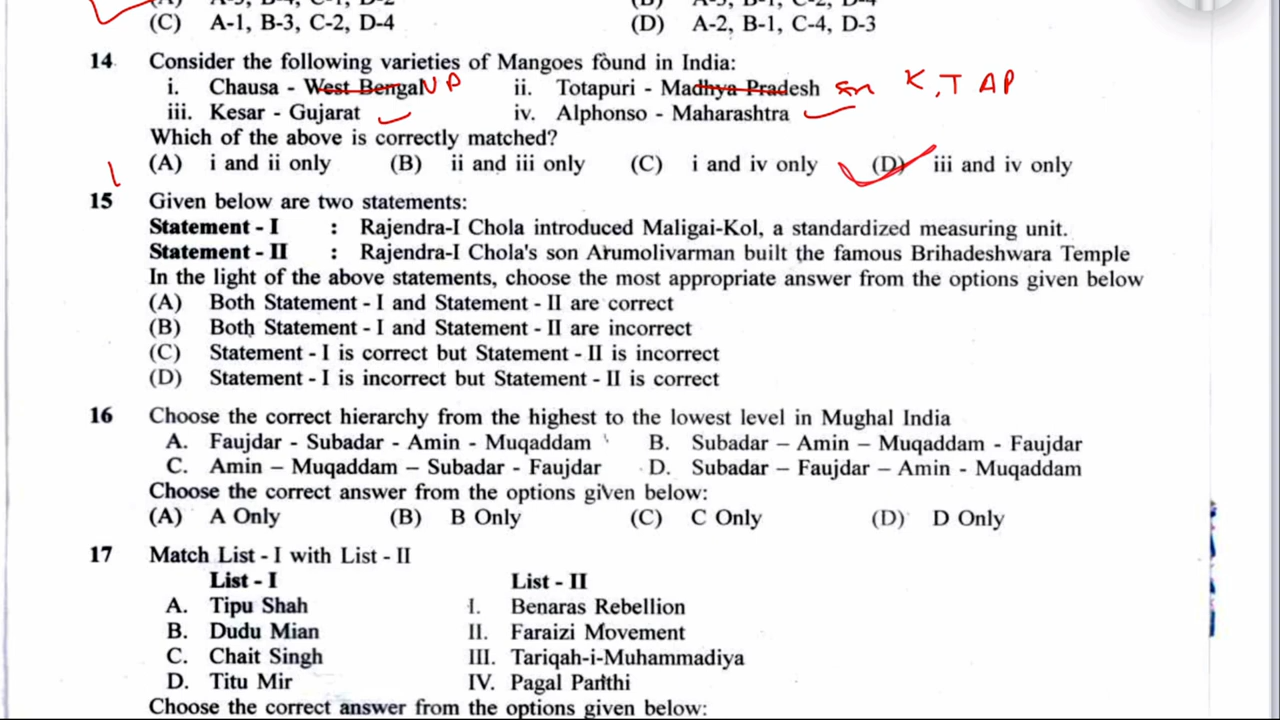 (C) A-1, B-3, C-2, D-4 (D) A-2, B-1, C-4, D-3
14 Consider the following varieties of Mangoes found in India:
i. Chausa - West Bengal UP ii. Totapuri - Madhya Pradesh K, T AP
iii. Kesar - Gujarat iv. Alphonso - Maharashtra
Which of the above is correctly matched?
(A) i and ii only (B) ii and iii only (C) i and iv only (D) iii and iv only
15 Given below are two statements:
Statement - I : Rajendra-I Chola introduced Maligai-Kol, a standardized measuring unit.
Statement - II : Rajendra-I Chola's son Arumolivarman built the famous Brihadeshwara Temple
In the light of the above statements, choose the most appropriate answer from the options given below
(A) Both Statement - I and Statement - II are correct
(B) Both Statement - I and Statement - II are incorrect
(C) Statement - I is correct but Statement - II is incorrect
(D) Statement - I is incorrect but Statement - II is correct
16 Choose the correct hierarchy from the highest to the lowest level in Mughal India
A. Faujdar - Subadar - Amin - Muqaddam B. Subadar – Amin – Muqaddam - Faujdar
C. Amin – Muqaddam – Subadar - Faujdar D. Subadar – Faujdar – Amin - Muqaddam
Choose the correct answer from the options given below:
(A) A Only (B) B Only (C) C Only (D) D Only
17 Match List - I with List - II
List - I List - II
A. Tipu Shah I. Benaras Rebellion
B. Dudu Mian II. Faraizi Movement
C. Chait Singh III. Tariqah-i-Muhammadiya
D. Titu Mir IV. Pagal Panthi
Choose the correct answer from the options given below: